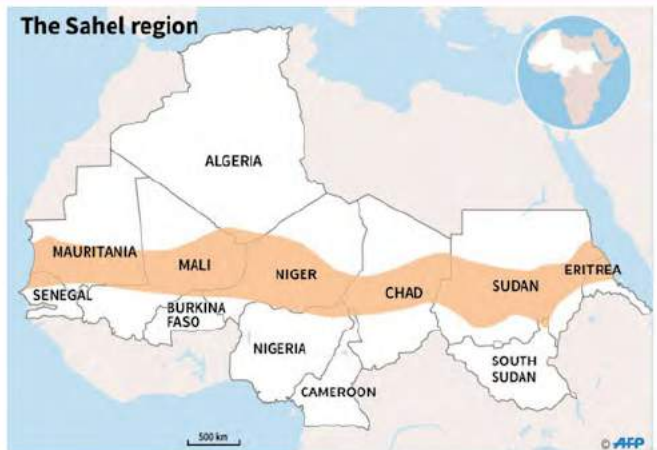 The Sahel region
ALGERIA
MAURITANIA
MALI
NIGER
CHAD
SUDAN
ERITREA
SENEGAL
BURKINA
FASO
NIGERIA
CAMEROON
SOUTH
SUDAN
500 km
© AFP